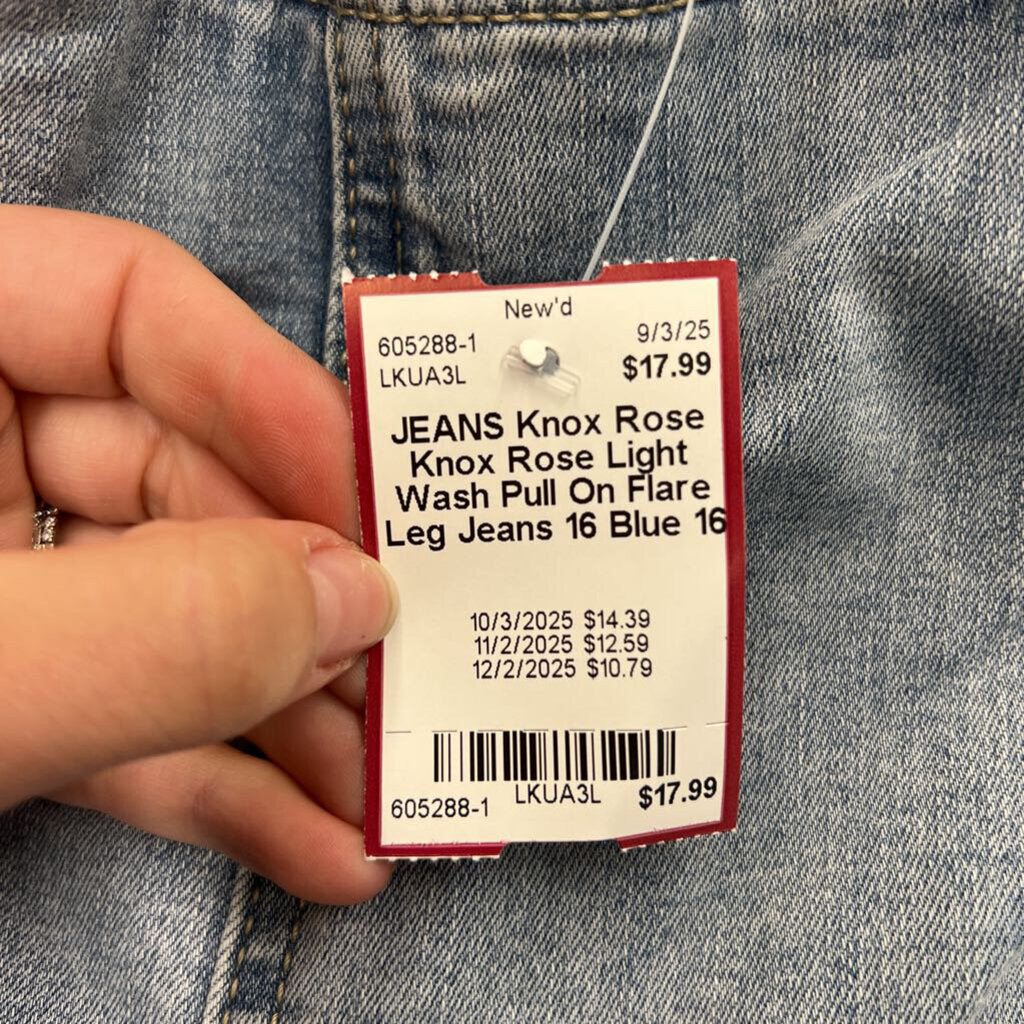 New'd
605288-1 9/3/25
LKUA3L $17.99
JEANS Knox Rose
Knox Rose Light
Wash Pull On Flare
Leg Jeans 16 Blue 16
10/3/2025 $14.39
11/2/2025 $12.59
12/2/2025 $10.79
605288-1 LKUA3L $17.99